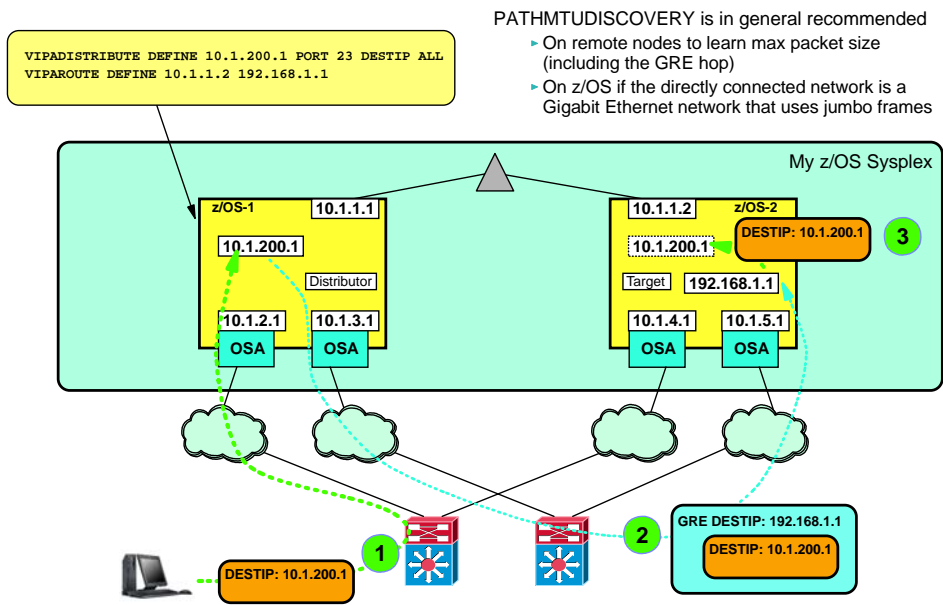 PATHMTUDISCOVERY is in general recommended
On remote nodes to learn max packet size
(including the GRE hop)
On z/OS if the directly connected network is a
Gigabit Ethernet network that uses jumbo frames
VIPADISTRIBUTE DEFINE 10.1.200.1 PORT 23 DESTIP ALL
VIPAROUTE DEFINE 10.1.1.2 192.168.1.1
My z/OS Sysplex
z/OS-1
10.1.1.1
10.1.200.1
Distributor
10.1.2.1
10.1.3.1
OSA
OSA
10.1.1.2
z/OS-2
10.1.200.1
DESTIP: 10.1.200.1
3
Target
192.168.1.1
10.1.4.1
10.1.5.1
OSA
OSA
1
DESTIP: 10.1.200.1
2
GRE DESTIP: 192.168.1.1
DESTIP: 10.1.200.1